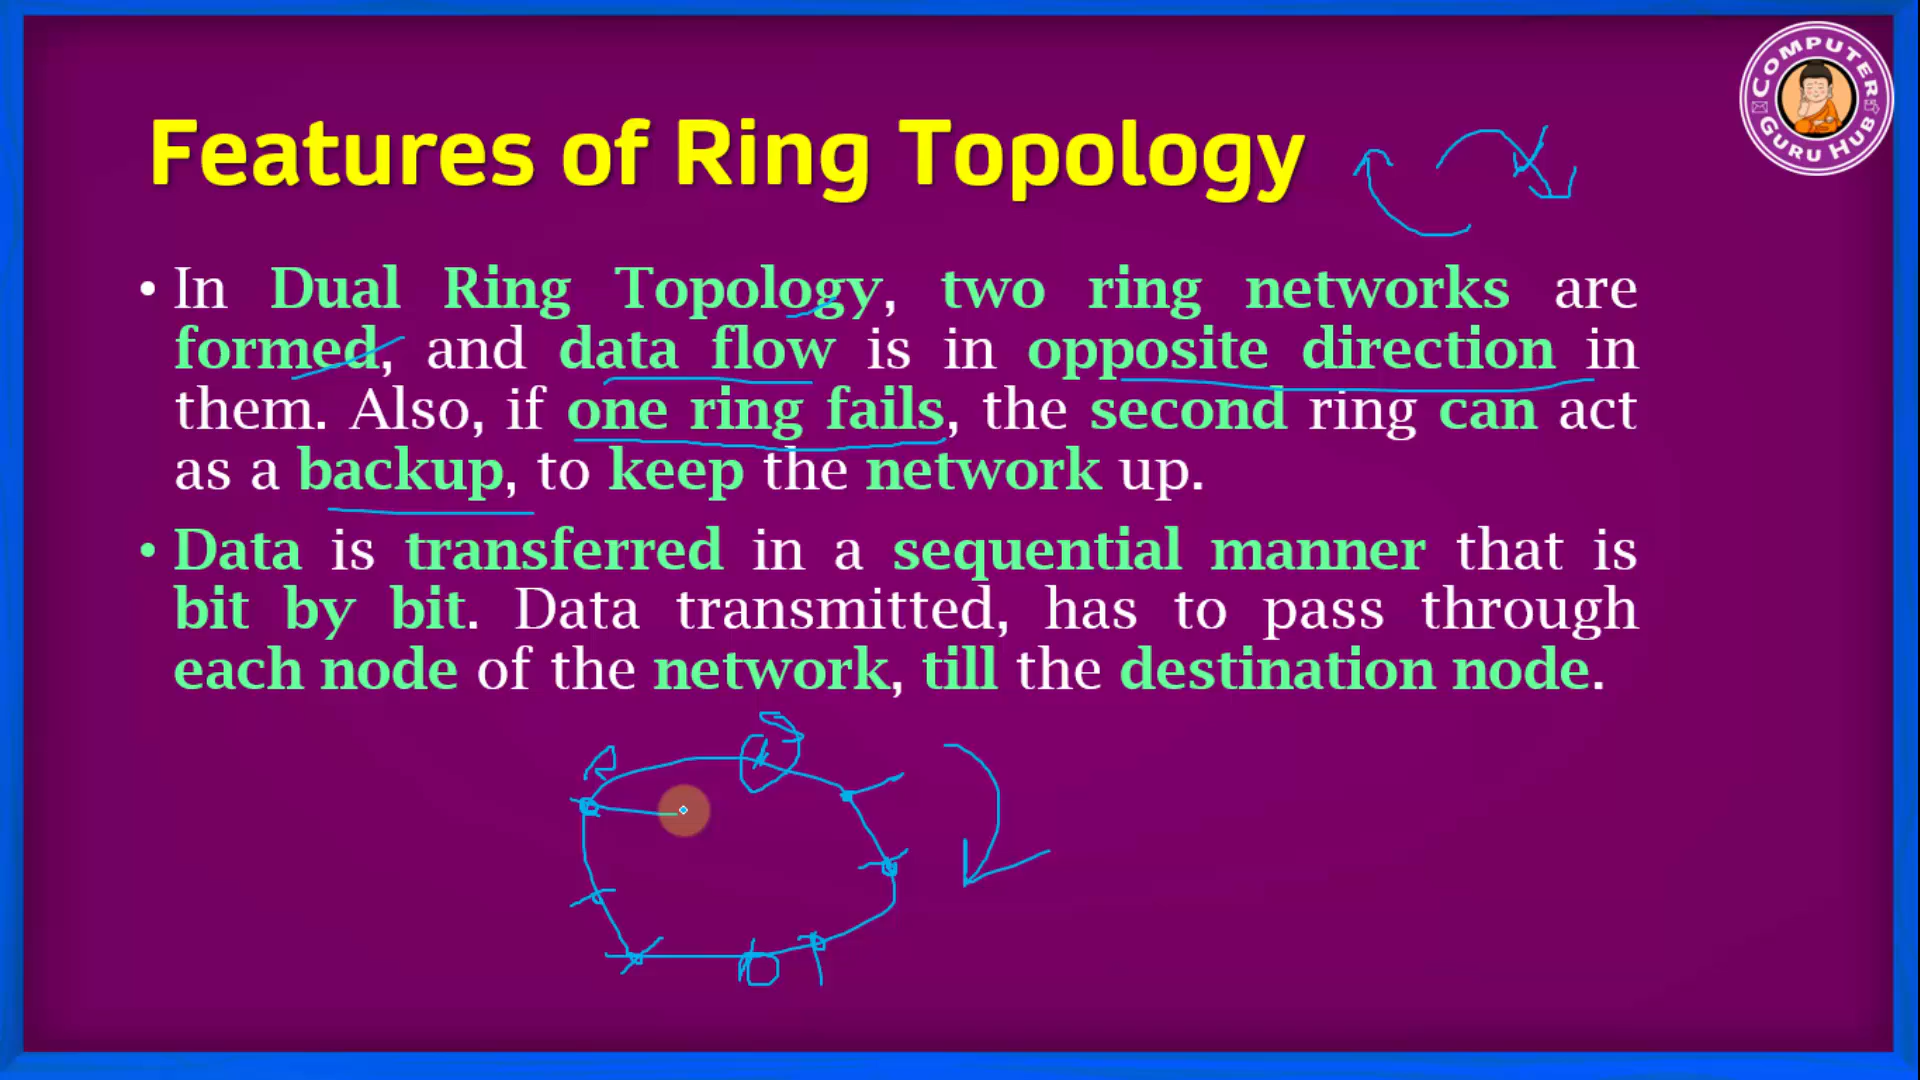 COMPUTER
GURU HUB
Features of Ring Topology
• In Dual Ring Topology, two ring networks are
formed, and data flow is in opposite direction in
them. Also, if one ring fails, the second ring can act
as a backup, to keep the network up.
• Data is transferred in a sequential manner that is
bit by bit. Data transmitted, has to pass through
each node of the network, till the destination node.